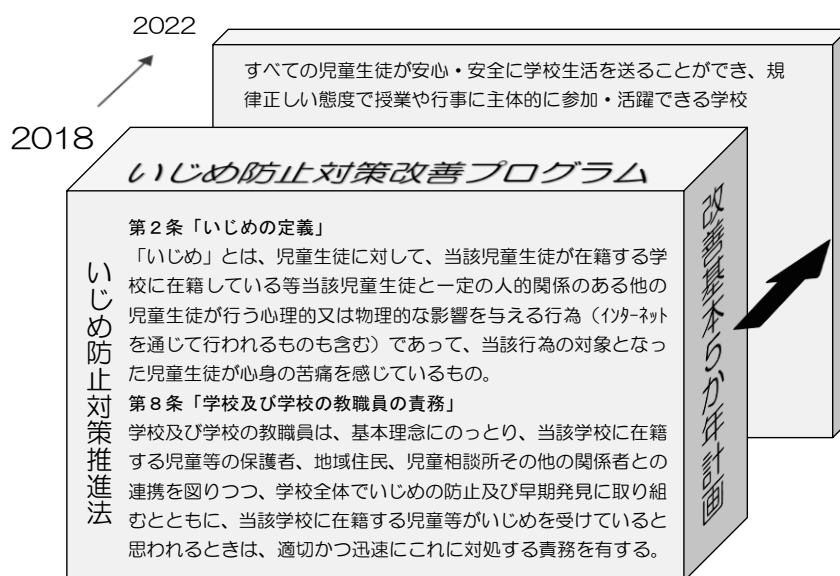 2022
すべての児童生徒が安心・安全に学校生活を送ることができ、規
律正しい態度で授業や行事に主体的に参加・活躍できる学校
2018
いじめ防止対策改善プログラム
改善基本5か年計画
いじめ防止対策推進法
第2条「いじめの定義」
「いじめ」とは、児童生徒に対して、当該児童生徒が在籍する学
校に在籍している等当該児童生徒と一定の人的関係のある他の
児童生徒が行う心理的又は物理的な影響を与える行為（ｲﾝﾀｰﾈｯﾄ
を通じて行われるものも含む）であって、当該行為の対象となっ
た児童生徒が心身の苦痛を感じているもの。
第8条「学校及び学校の教職員の責務」
学校及び学校の教職員は、基本理念にのっとり、当該学校に在籍
する児童等の保護者、地域住民、児童相談所その他の関係者との
連携を図りつつ、学校全体でいじめの防止及び早期発見に取り組
むとともに、当該学校に在籍する児童等がいじめを受けていると
思われるときは、適切かつ迅速にこれに対処する責務を有する。